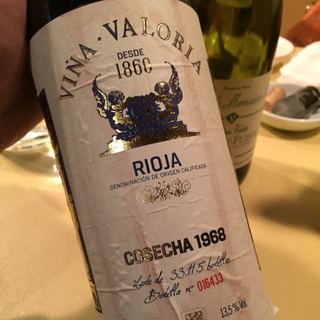 VIÑA·VALORIA
DESDE
1860
RIOJA
DENOMINACIÓN DE ORIGEN CALIFICADA
COSECHA 1968
Lote de 33.115 botellas
Botella nº 016433
13,5% Vol.